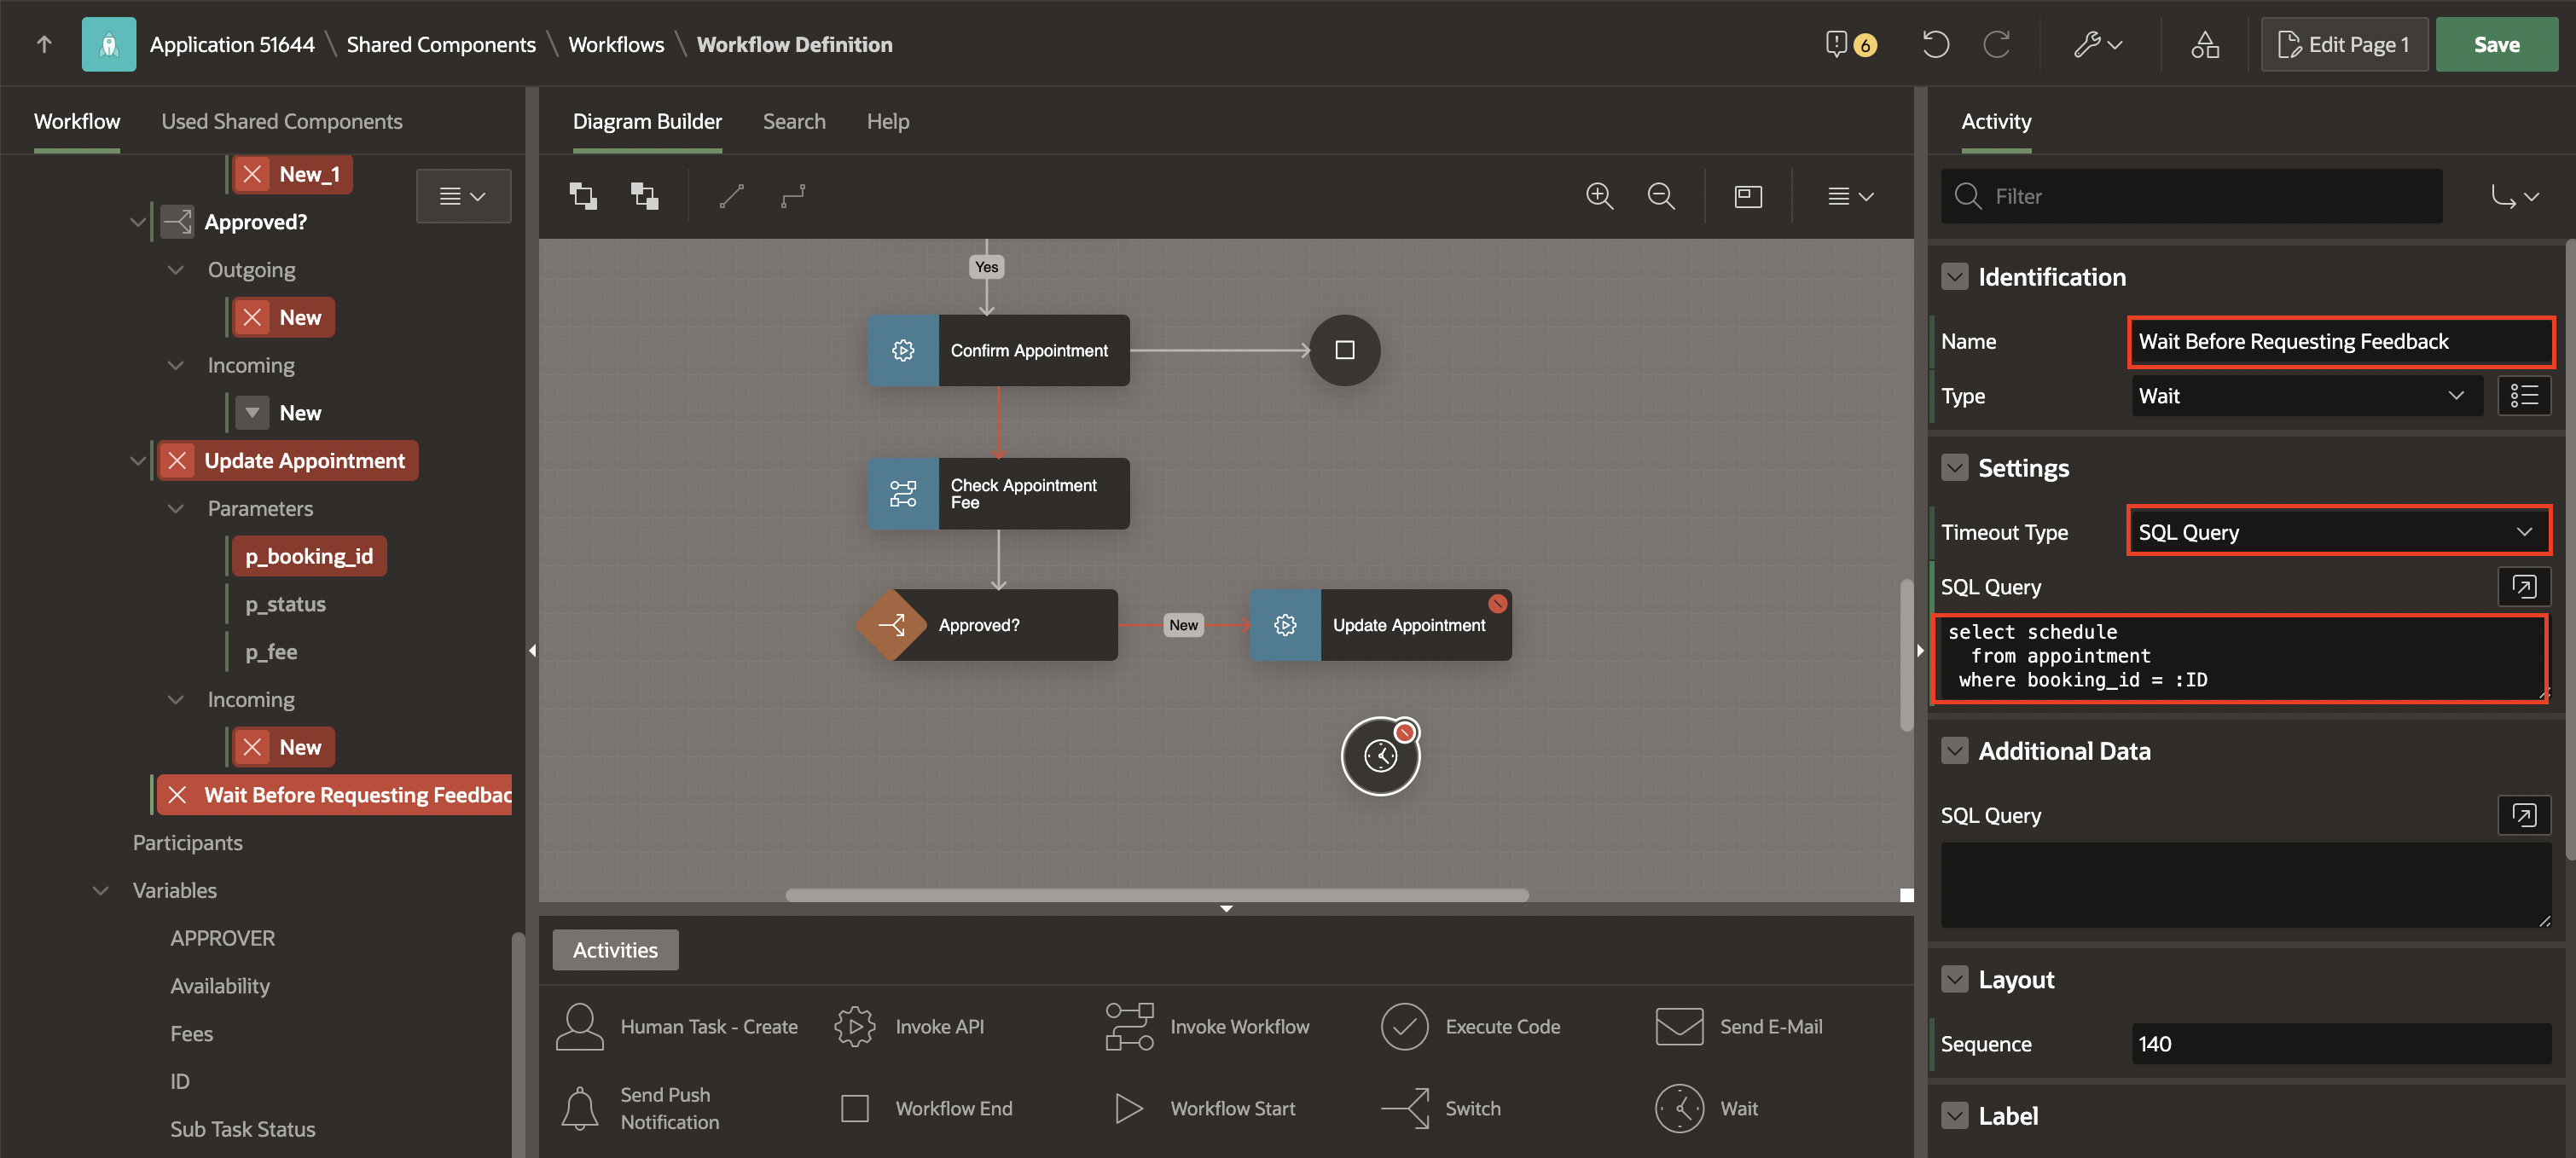 Application 51644 \ Shared Components \ Workflows \ Workflow Definition
6
Edit Page 1
Save
Workflow
Used Shared Components
New_1
Approved?
Outgoing
New
Incoming
New
Update Appointment
Parameters
p_booking_id
p_status
p_fee
Incoming
New
Wait Before Requesting Feedbac
Participants
Variables
APPROVER
Availability
Fees
ID
Sub Task Status
Diagram Builder
Search
Help
Yes
Confirm Appointment
Check Appointment
Fee
Approved?
New
Update Appointment
Activities
Human Task - Create
Invoke API
Invoke Workflow
Execute Code
Send E-Mail
Send Push
Notification
Workflow End
Workflow Start
Switch
Wait
Activity
Filter
Identification
Name
Wait Before Requesting Feedback
Type
Wait
Settings
Timeout Type
SQL Query
SQL Query
select schedule
from appointment
where booking_id = :ID
Additional Data
SQL Query
Layout
Sequence
140
Label